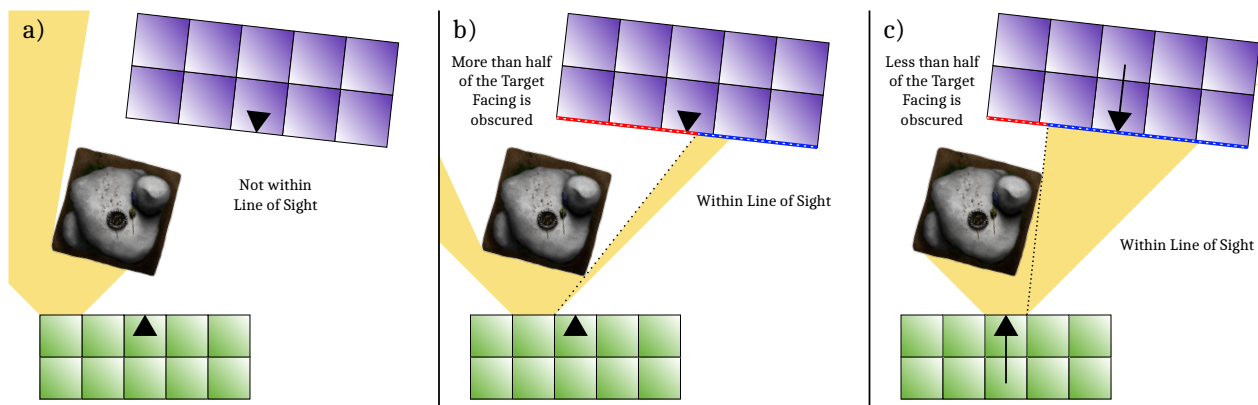 a)
Not within
Line of Sight
b)
More than half
of the Target
Facing is
obscured
Within Line of Sight
c)
Less than half
of the Target
Facing is
obscured
Within Line of Sight